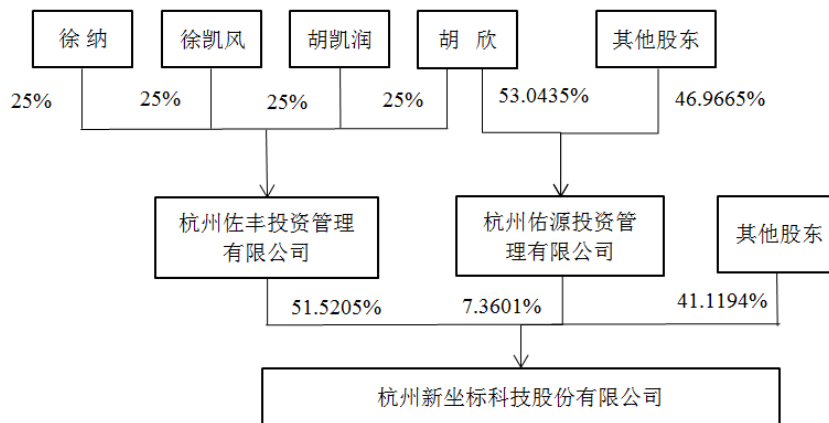 徐 纳
徐凯风
胡凯润
胡 欣
其他股东
25%
25%
25%
25%
53.0435%
46.9665%
杭州佐丰投资管理
有限公司
杭州佑源投资管
理有限公司
其他股东
51.5205%
7.3601%
41.1194%
杭州新坐标科技股份有限公司